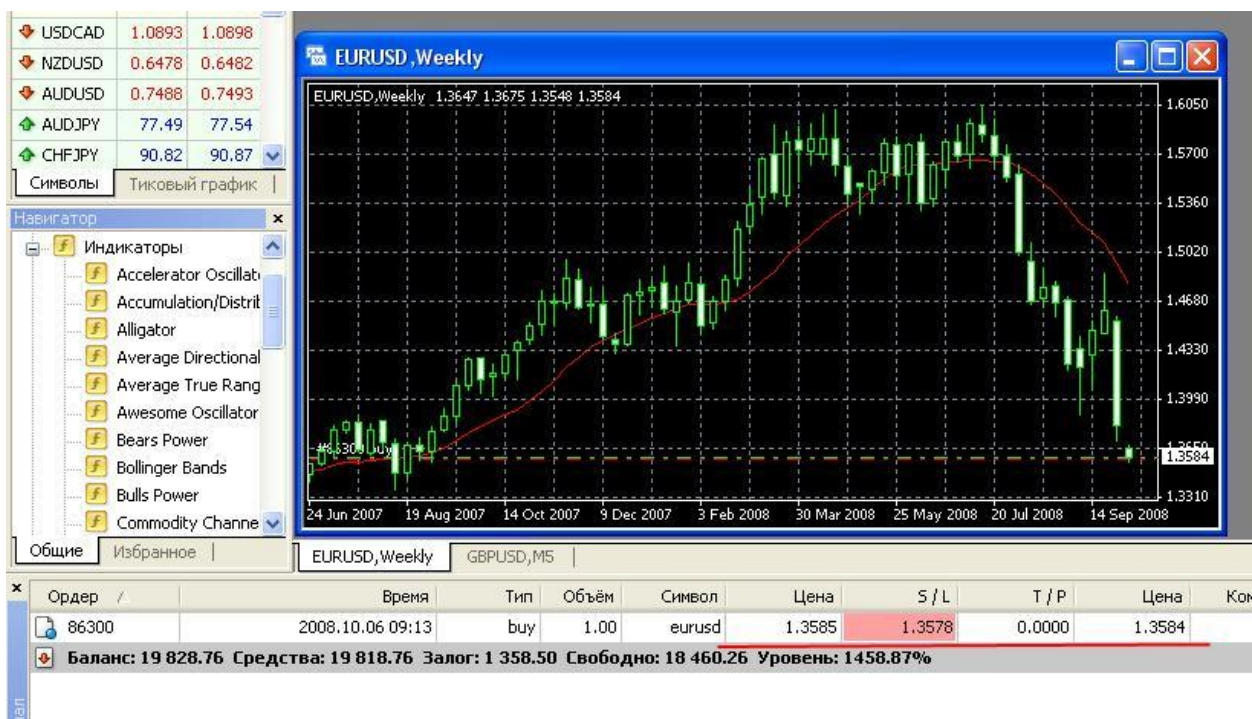 USDCAD 1.0893 1.0898
NZDUSD 0.6478 0.6482
AUDUSD 0.7488 0.7493
AUDJPY 77.49 77.54
CHFJPY 90.82 90.87
Символы Тиковый график
Навигатор
Индикаторы
Accelerator Oscillat
Accumulation/Distrib
Alligator
Average Directional
Average True Rang
Awesome Oscillator
Bears Power
Bollinger Bands
Bulls Power
Commodity Channe
Общие Избранное
EURUSD,Weekly
EURUSD,Weekly 1.3647 1.3675 1.3548 1.3584
1.6050
1.5700
1.5360
1.5020
1.4680
1.4330
1.3990
1.3650
1.3584
1.3310
#86300 buy
24 Jun 2007 19 Aug 2007 14 Oct 2007 9 Dec 2007 3 Feb 2008 30 Mar 2008 25 May 2008 20 Jul 2008 14 Sep 2008
EURUSD,Weekly GBPUSD,M5
Ордер Время Тип Объём Символ Цена S / L T / P Цена Ком
86300 2008.10.06 09:13 buy 1.00 eurusd 1.3585 1.3578 0.0000 1.3584
Баланс: 19 828.76 Средства: 19 818.76 Залог: 1 358.50 Свободно: 18 460.26 Уровень: 1458.87%